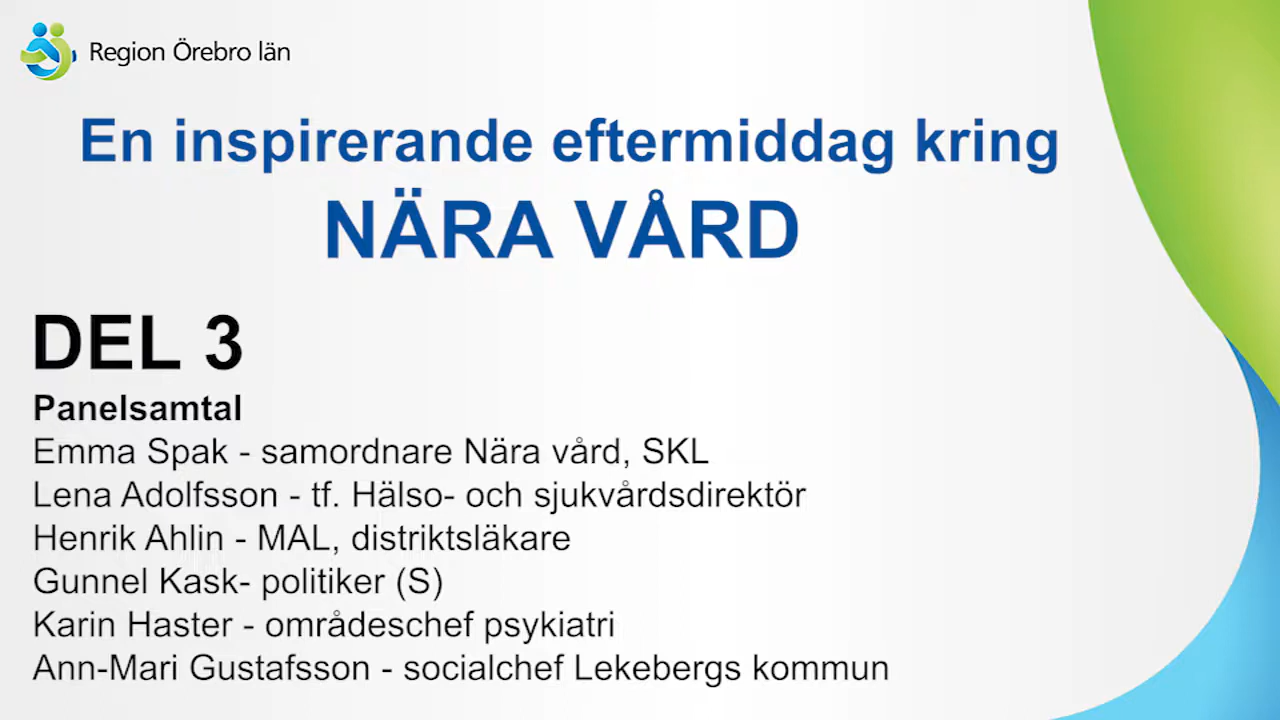 Region Örebro län
En inspirerande eftermiddag kring
NÄRA VÅRD
DEL 3
Panelsamtal
Emma Spak - samordnare Nära vård, SKL
Lena Adolfsson - tf. Hälso- och sjukvårdsdirektör
Henrik Ahlin - MAL, distriktsläkare
Gunnel Kask- politiker (S)
Karin Haster - områdeschef psykiatri
Ann-Mari Gustafsson - socialchef Lekebergs kommun